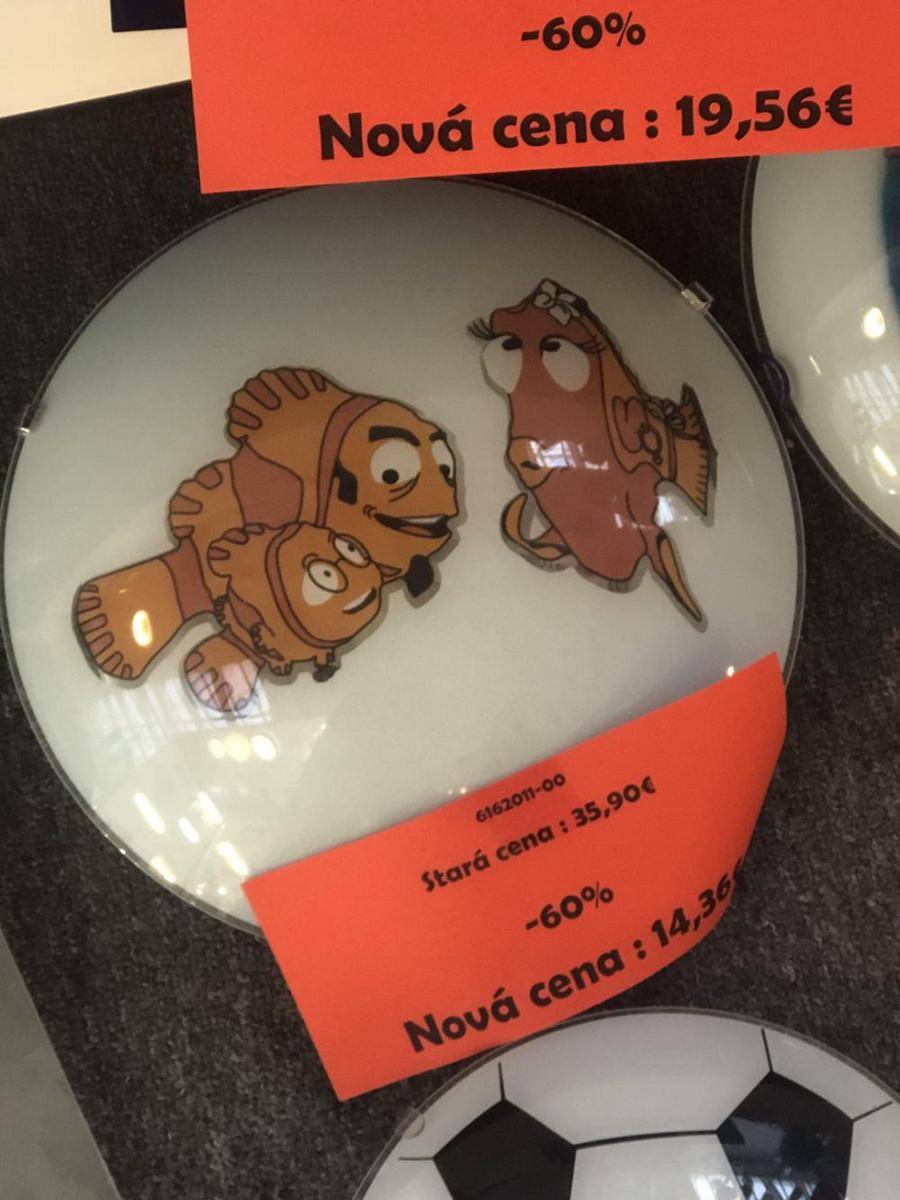 -60%
Nová cena : 19,56€
6162011-00
Stará cena : 35,90€
-60%
Nová cena : 14,36€